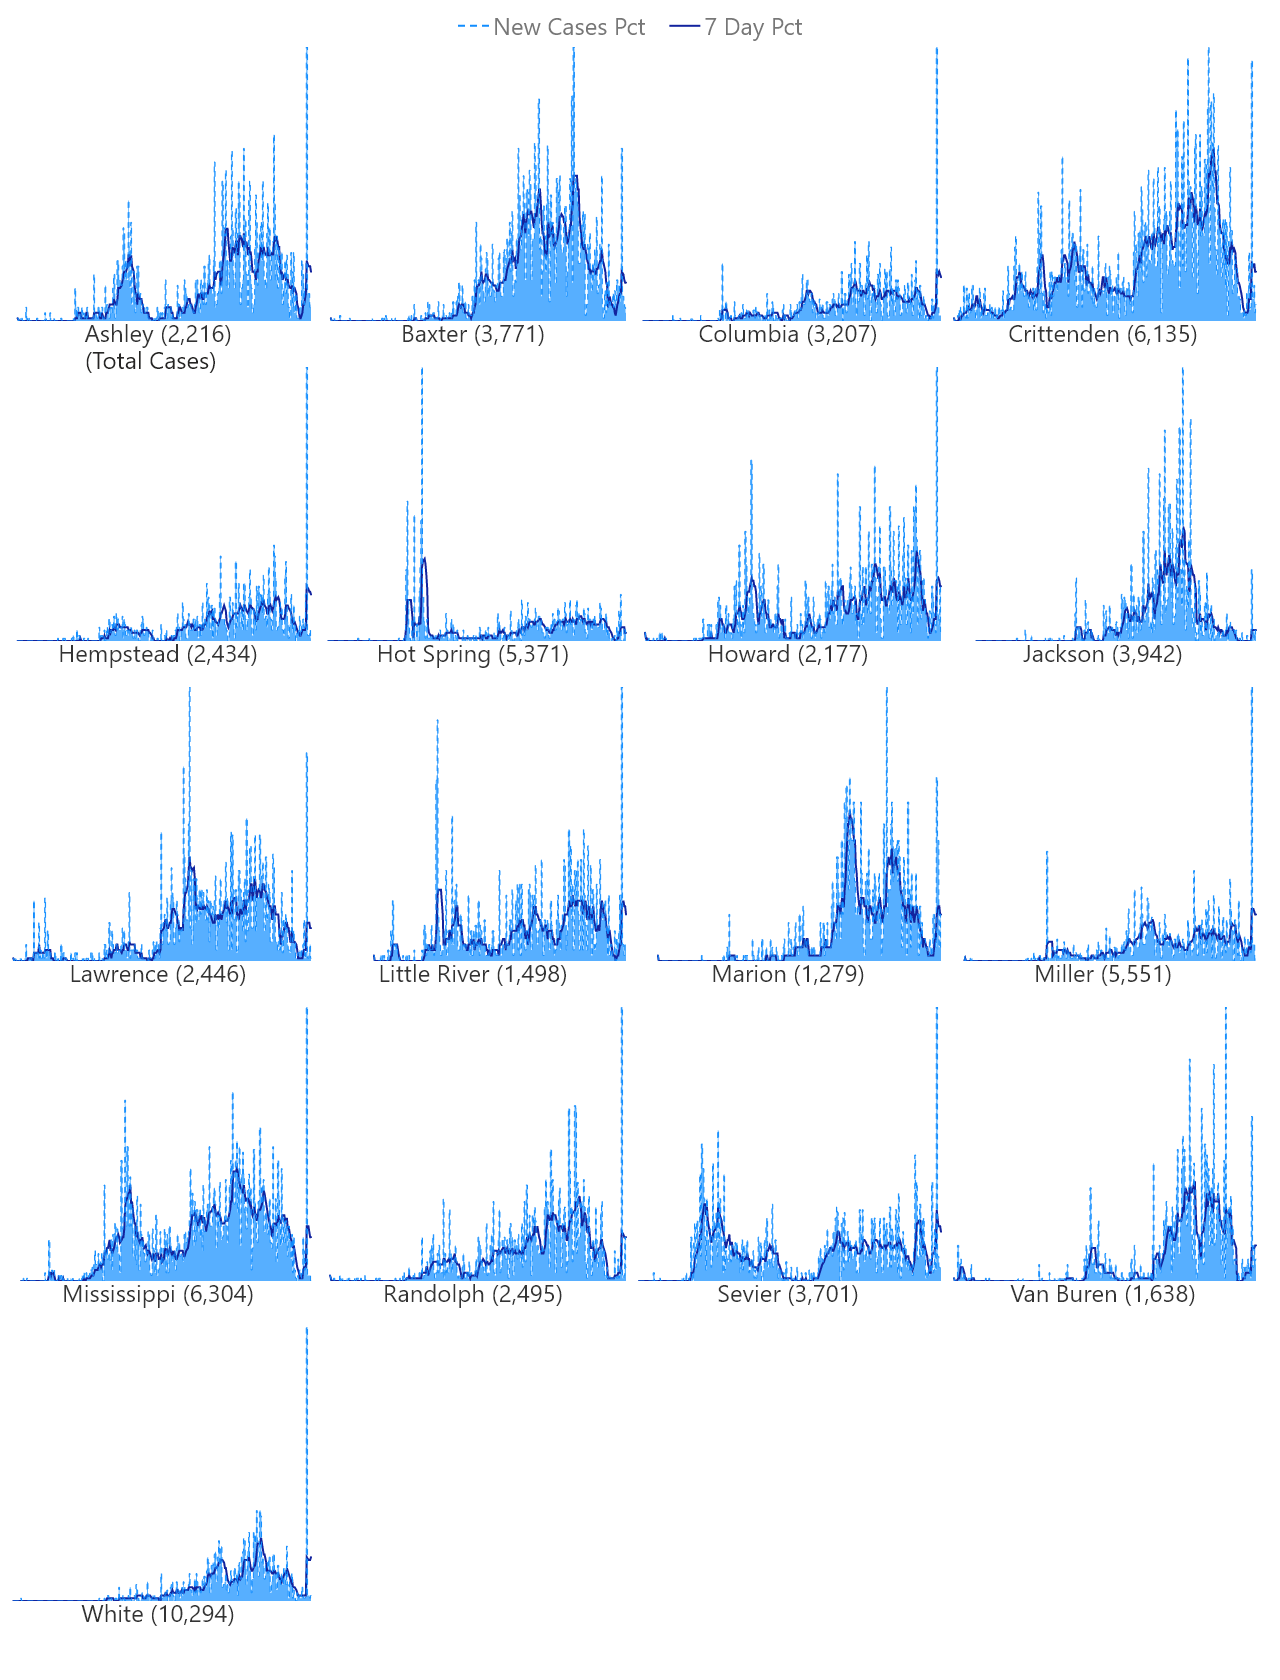 New Cases Pct 7 Day Pct
Ashley (2,216)
(Total Cases)
Baxter (3,771)
Columbia (3,207)
Crittenden (6,135)
Hempstead (2,434)
Hot Spring (5,371)
Howard (2,177)
Jackson (3,942)
Lawrence (2,446)
Little River (1,498)
Marion (1,279)
Miller (5,551)
Mississippi (6,304)
Randolph (2,495)
Sevier (3,701)
Van Buren (1,638)
White (10,294)